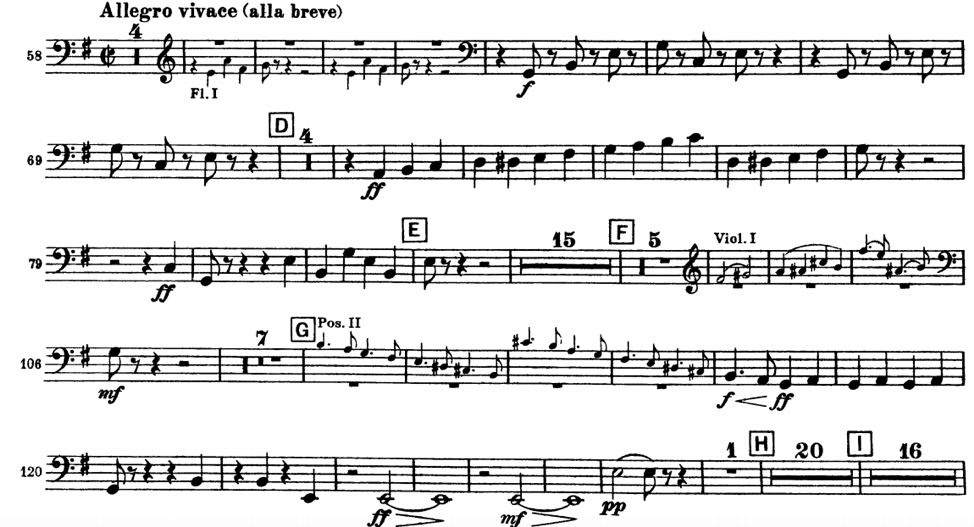 Allegro vivace (alla breve)
58 4 Fl. I f
D
69 4 ff
E F
79 ff 15 5 Viol. I
G Pos. II
106 mf 7 f ff
H I
120 ff mf pp 1 20 16